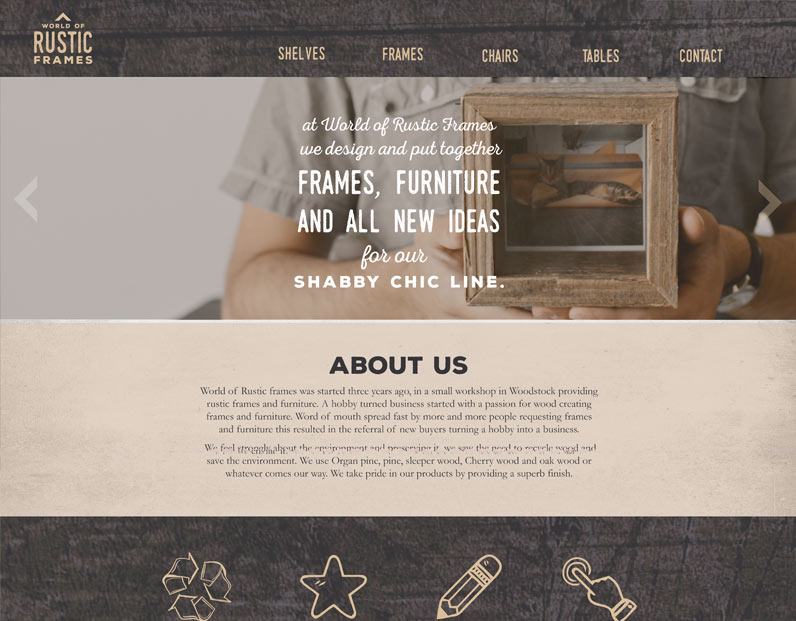 WORLD OF
RUSTIC
FRAMES
SHELVES
FRAMES
CHAIRS
TABLES
CONTACT
at World of Rustic Frames
we design and put together
FRAMES, FURNITURE
AND ALL NEW IDEAS
for our
SHABBY CHIC LINE.
ABOUT US
World of Rustic frames was started three years ago, in a small workshop in Woodstock providing
rustic frames and furniture. A hobby turned business started with a passion for wood creating
frames and furniture. Word of mouth spread fast by more and more people requesting frames
and furniture this resulted in the referral of new buyers turning a hobby into a business.
We feel strongly about the environment and preserving it, we saw the need to recycle wood and
save the environment. We use Organ pine, pine, sleeper wood, Cherry wood and oak wood or
whatever comes our way. We take pride in our products by providing a superb finish.